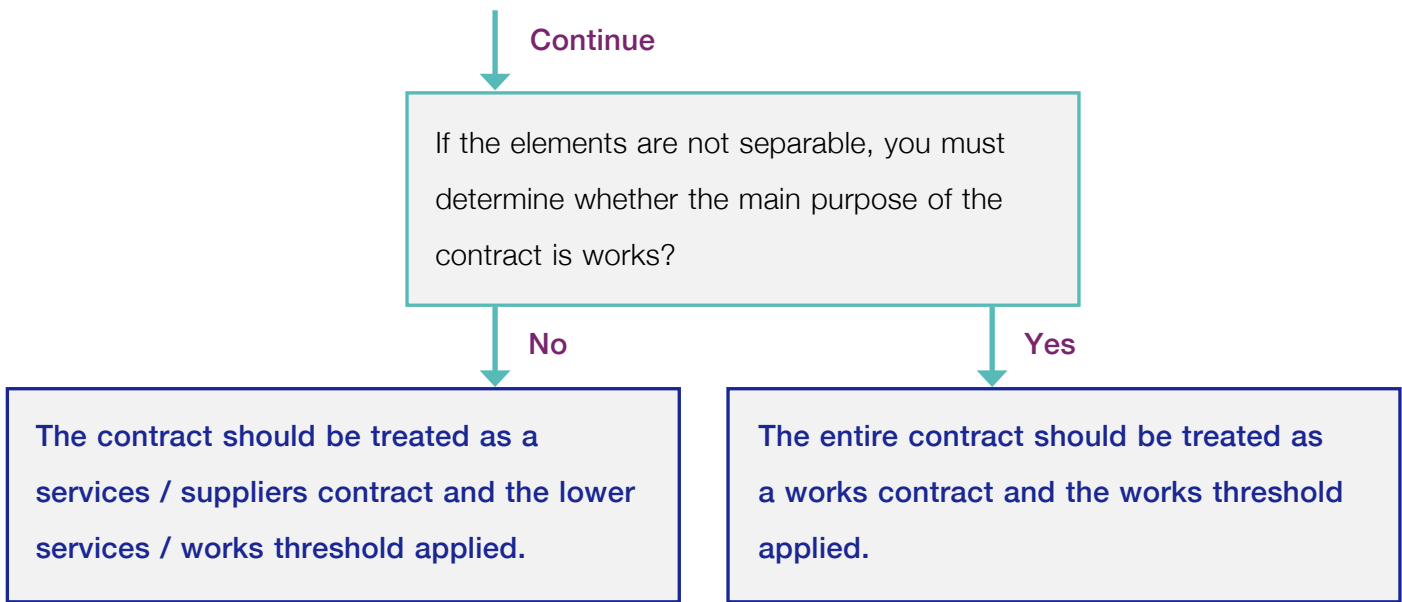 Continue
If the elements are not separable, you must
determine whether the main purpose of the
contract is works?
No
Yes
The contract should be treated as a
services / suppliers contract and the lower
services / works threshold applied.
The entire contract should be treated as
a works contract and the works threshold
applied.